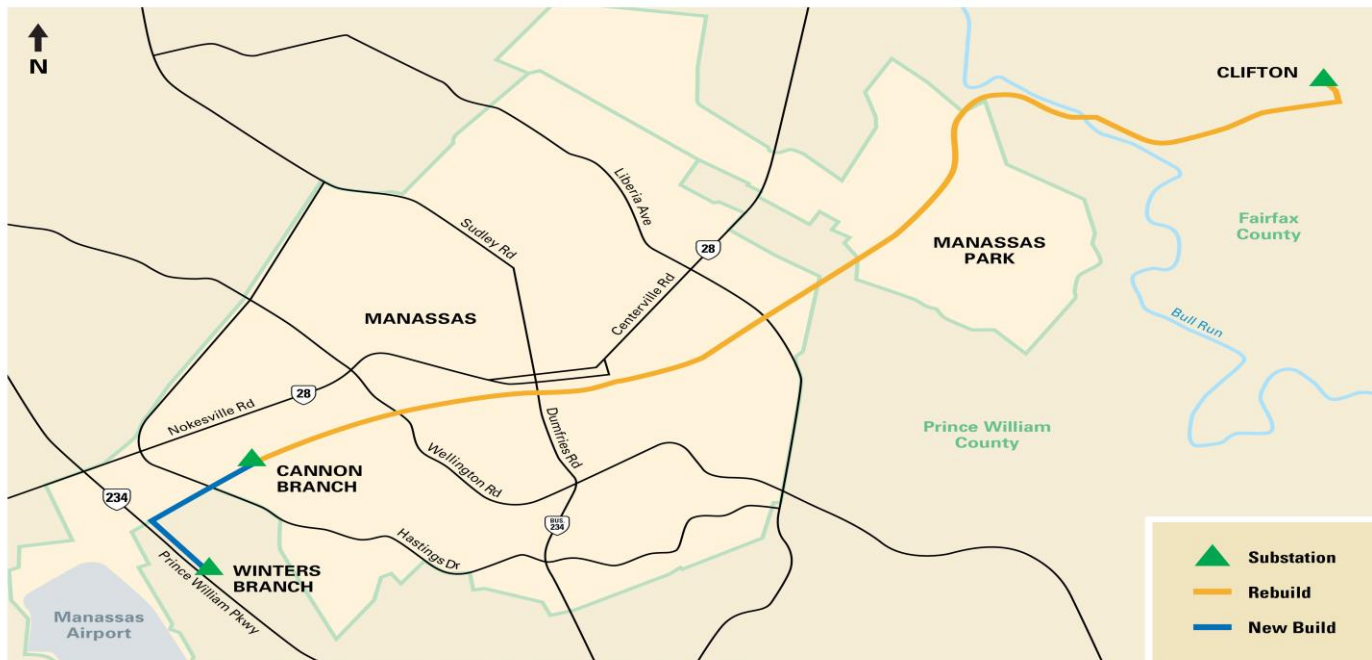 N
CLIFTON
Liberia Ave
Sudley Rd
28
Fairfax
County
MANASSAS
PARK
Centerville Rd
MANASSAS
Bull Run
28
Nokesville Rd
Dumfries Rd
Prince William
County
Wellington Rd
CANNON
BRANCH
234
BUS
234
Hastings Dr
WINTERS
BRANCH
Prince William Pkwy
Manassas
Airport
Substation
Rebuild
New Build